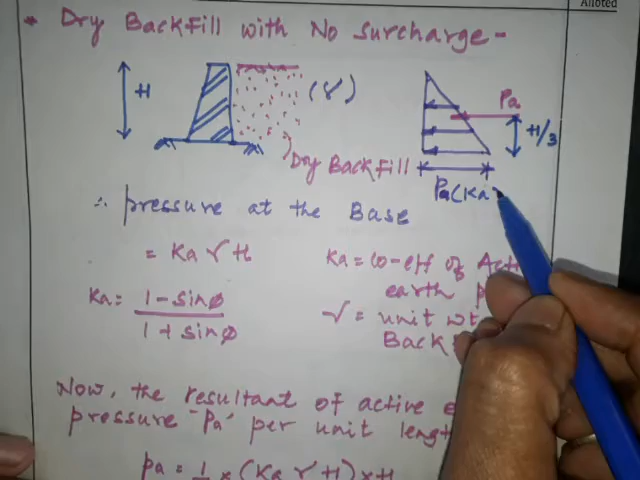 Alloted
* Dry Backfill with No Surcharge -
H
(γ)
Pa
H/3
Dry Backfill
Pa(Ka
∴ pressure at the Base
= Ka γ H
Ka = Co-eff of Act
earth p
Ka = 1 - sinφ
1 + sinφ
γ = unit wt
Back
Now, the resultant of active e
pressure "Pa" per unit leng
Pa = 1 × (Ka γ H) × H